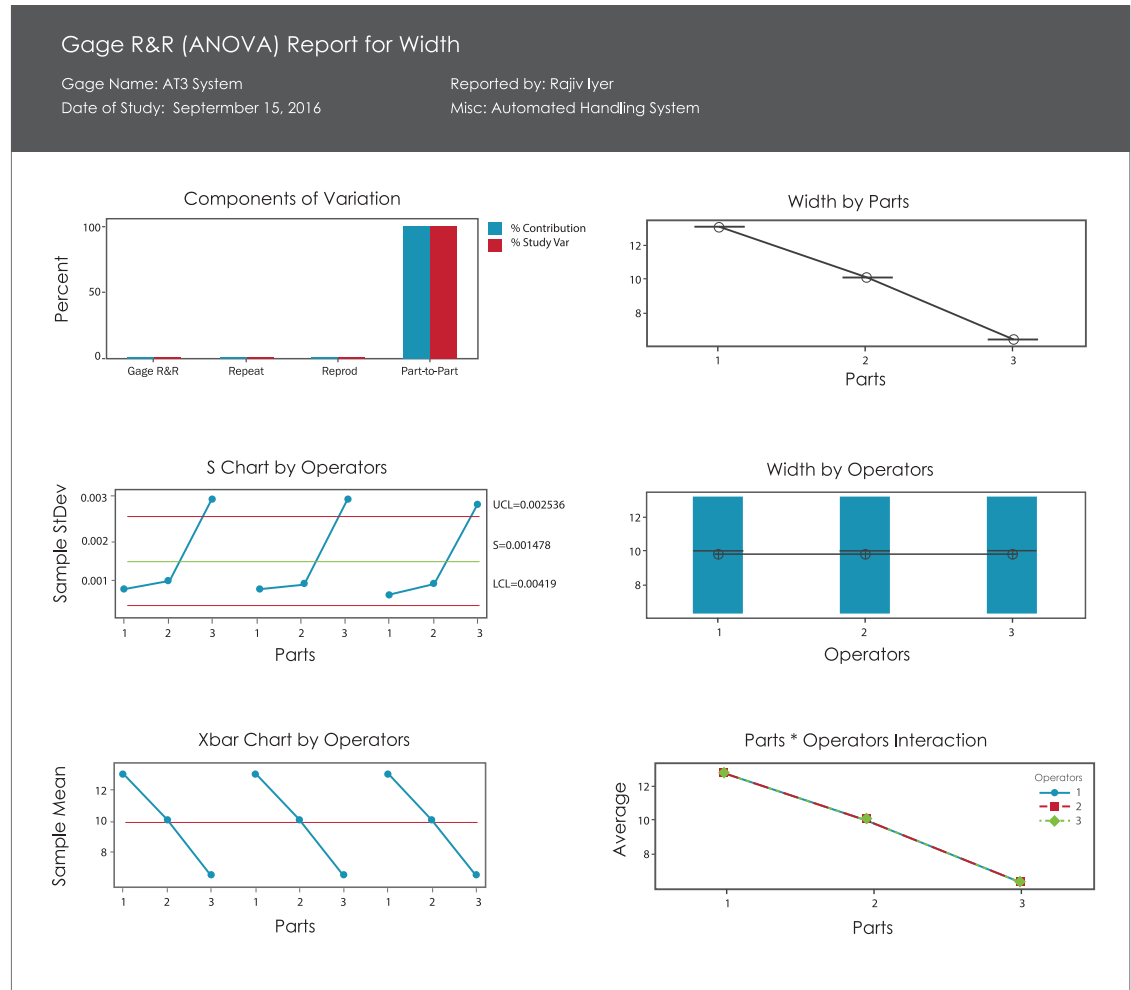 Gage R&R (ANOVA) Report for Width
Gage Name: AT3 System
Reported by: Rajiv Iyer
Date of Study: Septermber 15, 2016
Misc: Automated Handling System
Components of Variation
Percent
100
50
0
Gage R&R Repeat Reprod Part-to-Part
% Contribution
% Study Var
Width by Parts
12
10
8
1 2 3
Parts
S Chart by Operators
Sample StDev
0.003
0.002
0.001
UCL=0.002536
S=0.001478
LCL=0.00419
1 2 3 1 2 3 1 2 3
Parts
Width by Operators
12
10
8
1 2 3
Operators
Xbar Chart by Operators
Sample Mean
12
10
8
1 2 3 1 2 3 1 2 3
Parts
Parts * Operators Interaction
Average
12
10
8
Operators
1
2
3
1 2 3
Parts